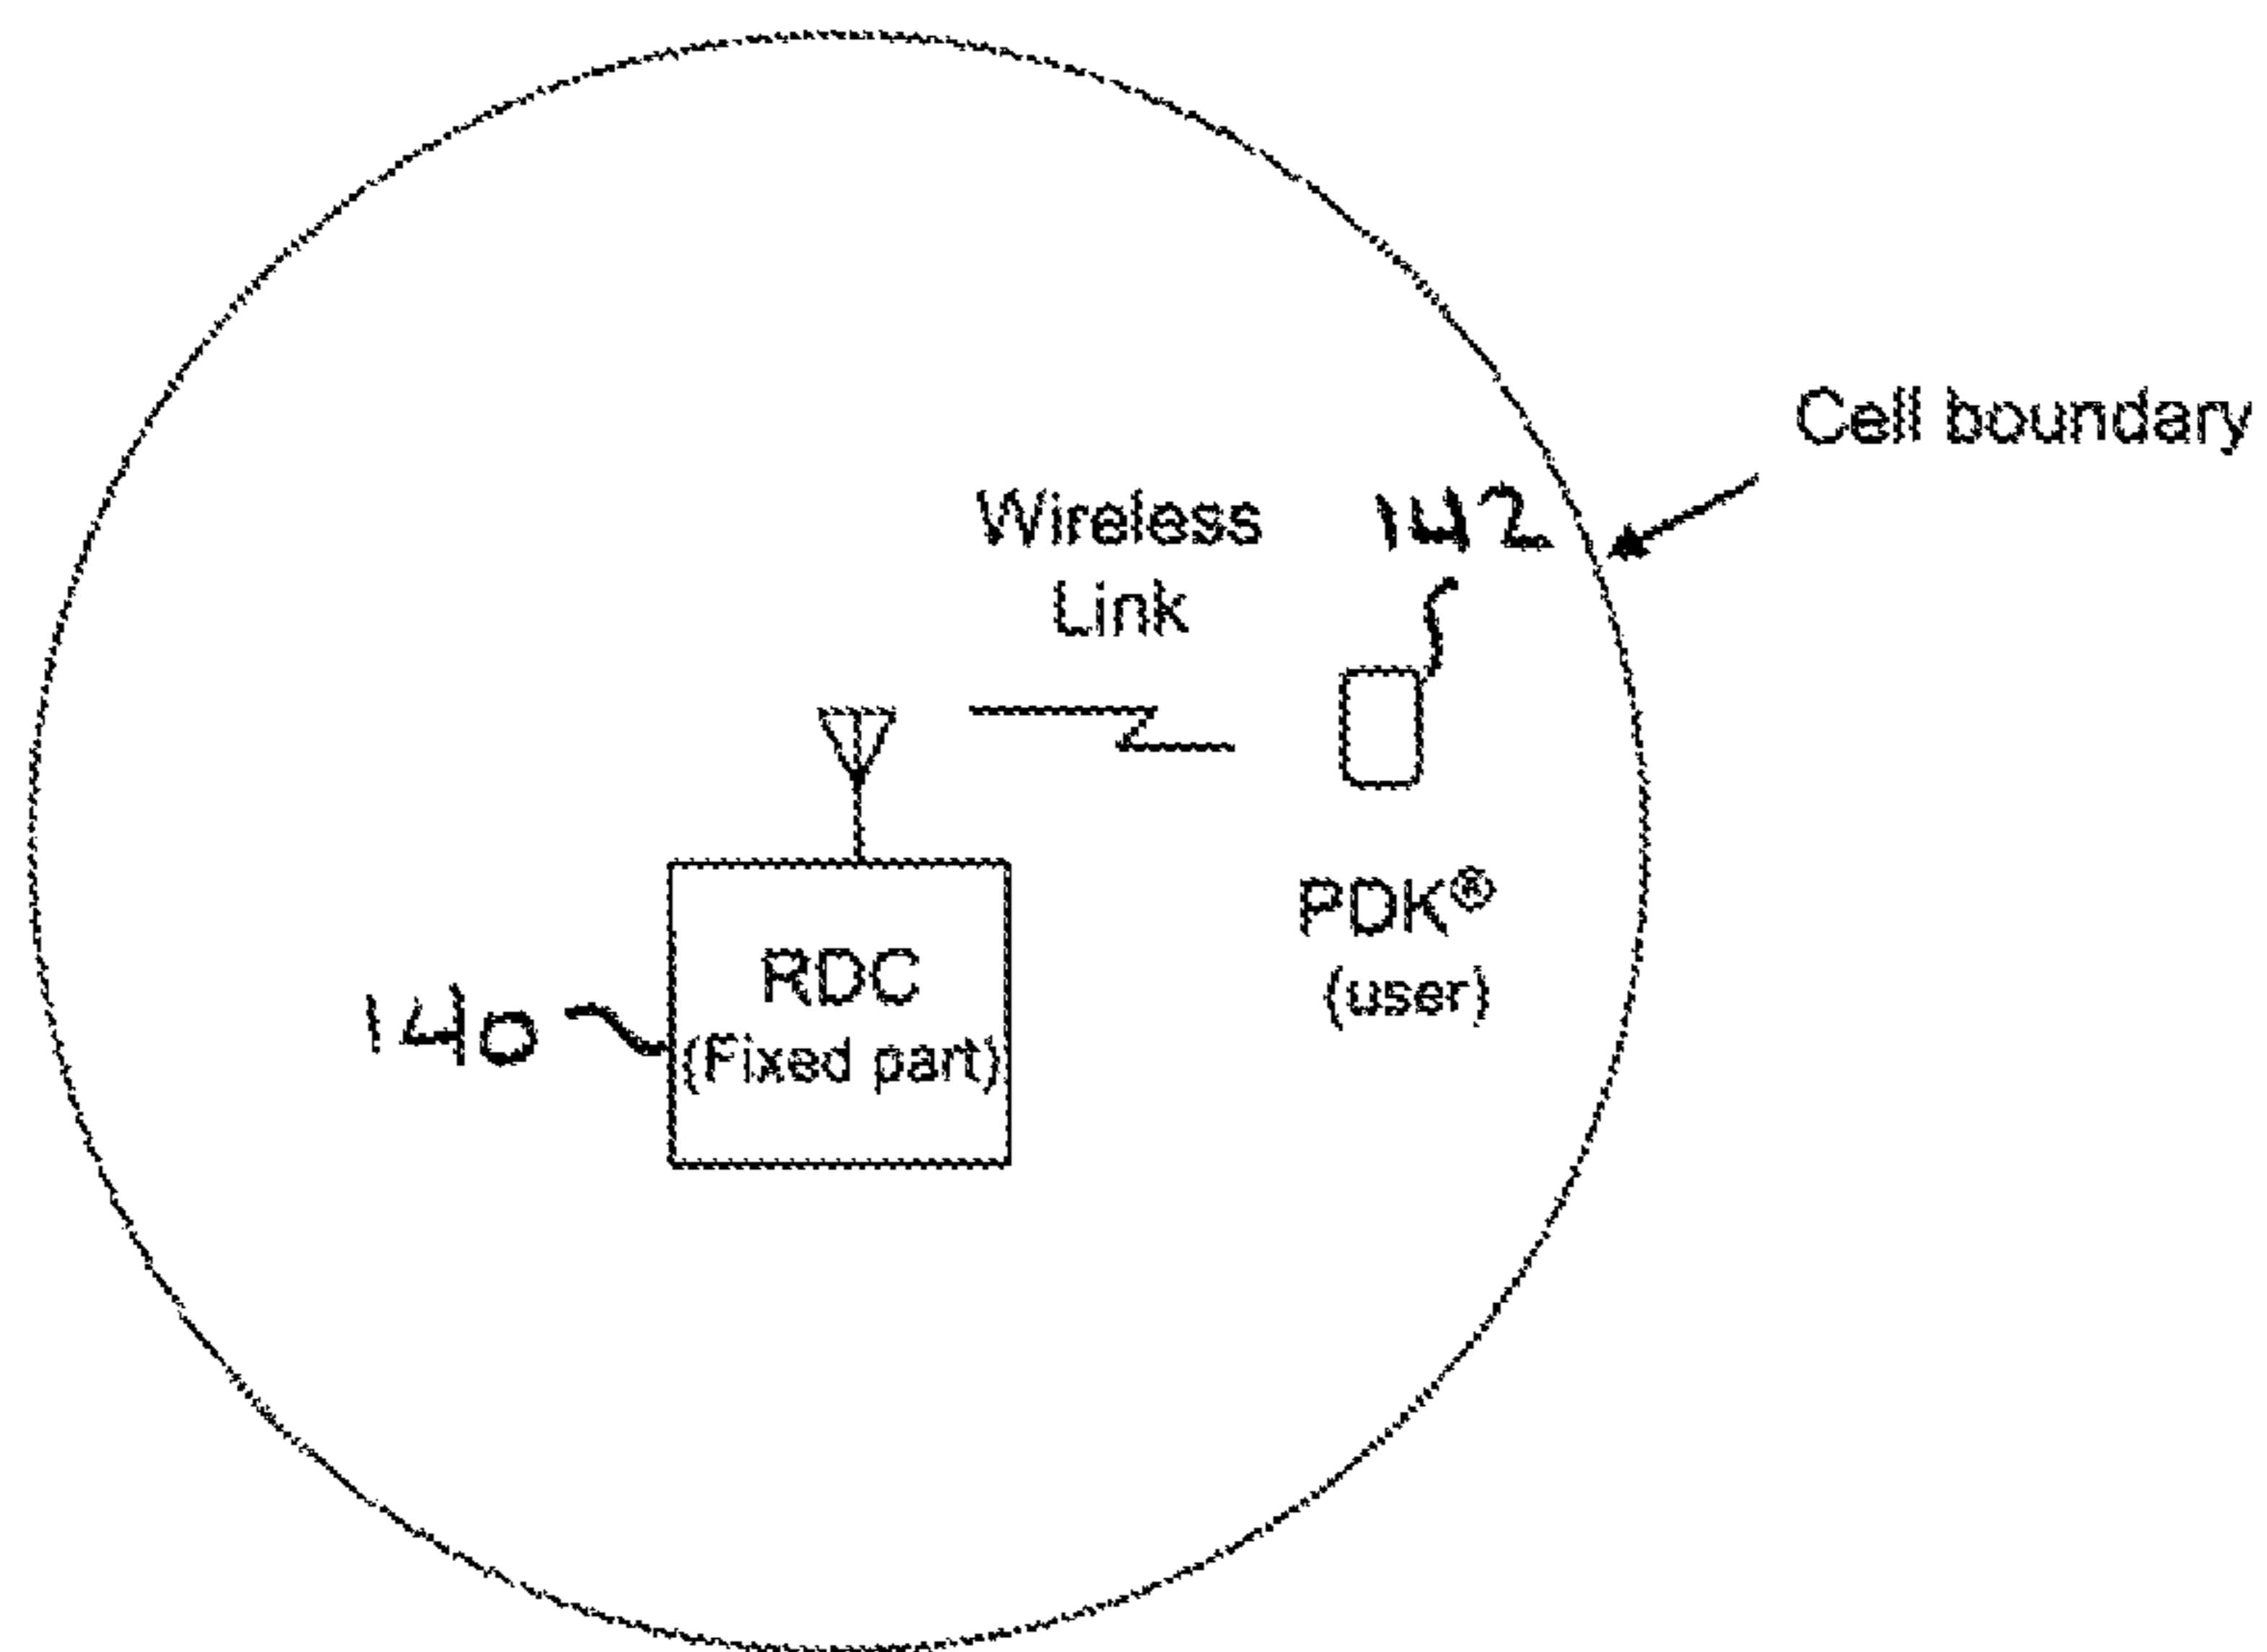 Cell boundary
Wireless
Link
142
PDK®
(user)
RDC
(Fixed part)
140